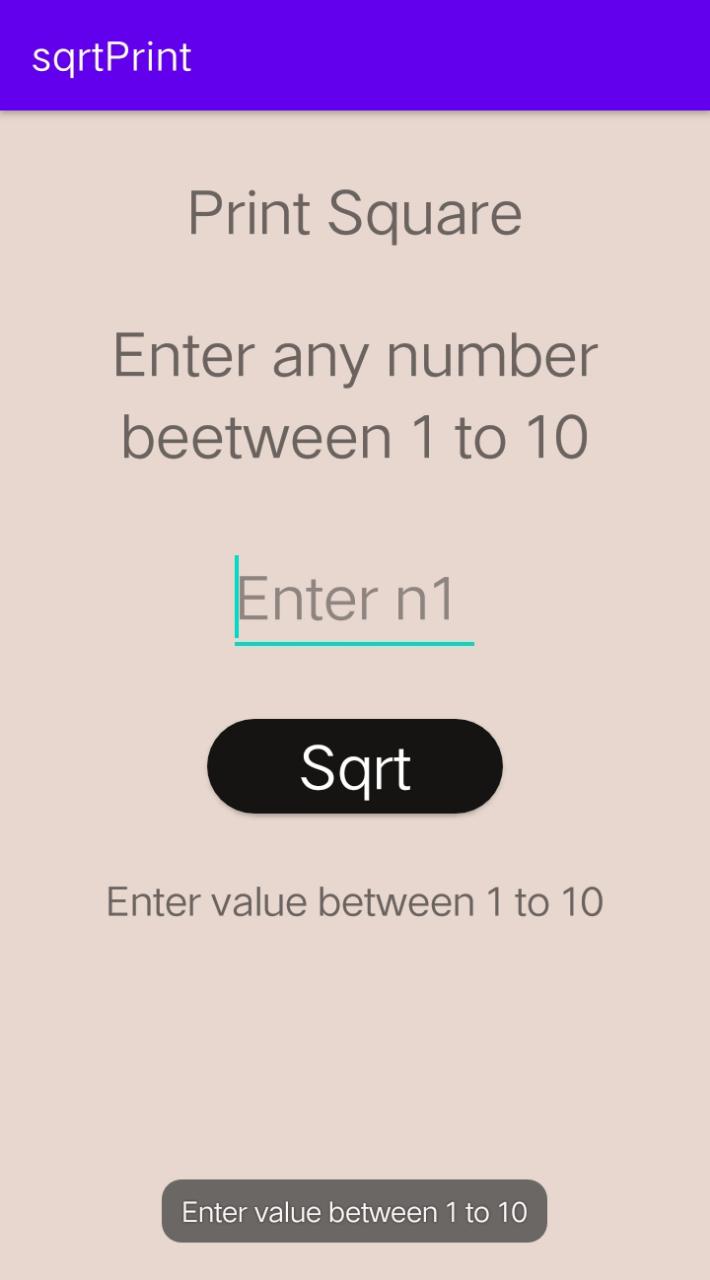 sqrtPrint
Print Square
Enter any number
beetween 1 to 10
Enter n1
Sqrt
Enter value between 1 to 10
Enter value between 1 to 10